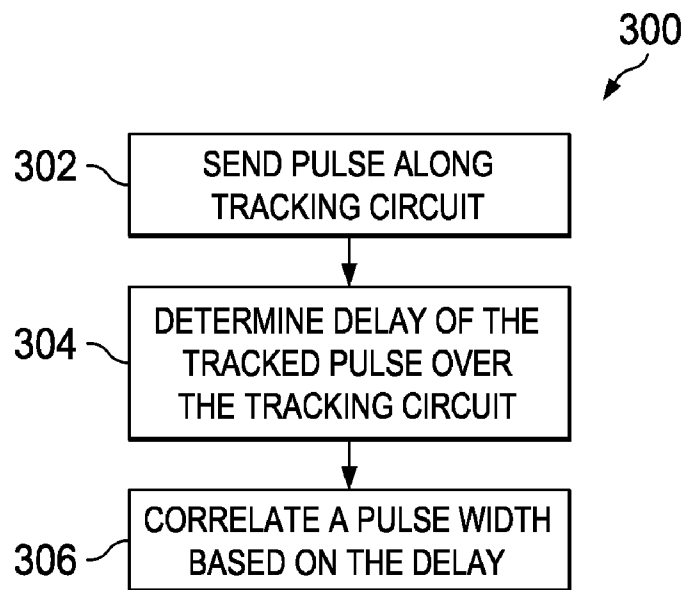 300
302
SEND PULSE ALONG
TRACKING CIRCUIT
304
DETERMINE DELAY OF THE
TRACKED PULSE OVER
THE TRACKING CIRCUIT
306
CORRELATE A PULSE WIDTH
BASED ON THE DELAY